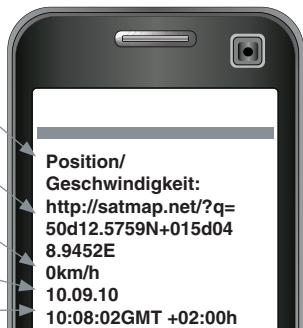 Position/
Geschwindigkeit:
http://satmap.net/?q=
50d12.5759N+015d04
8.9452E
0km/h
10.09.10
10:08:02GMT +02:00h